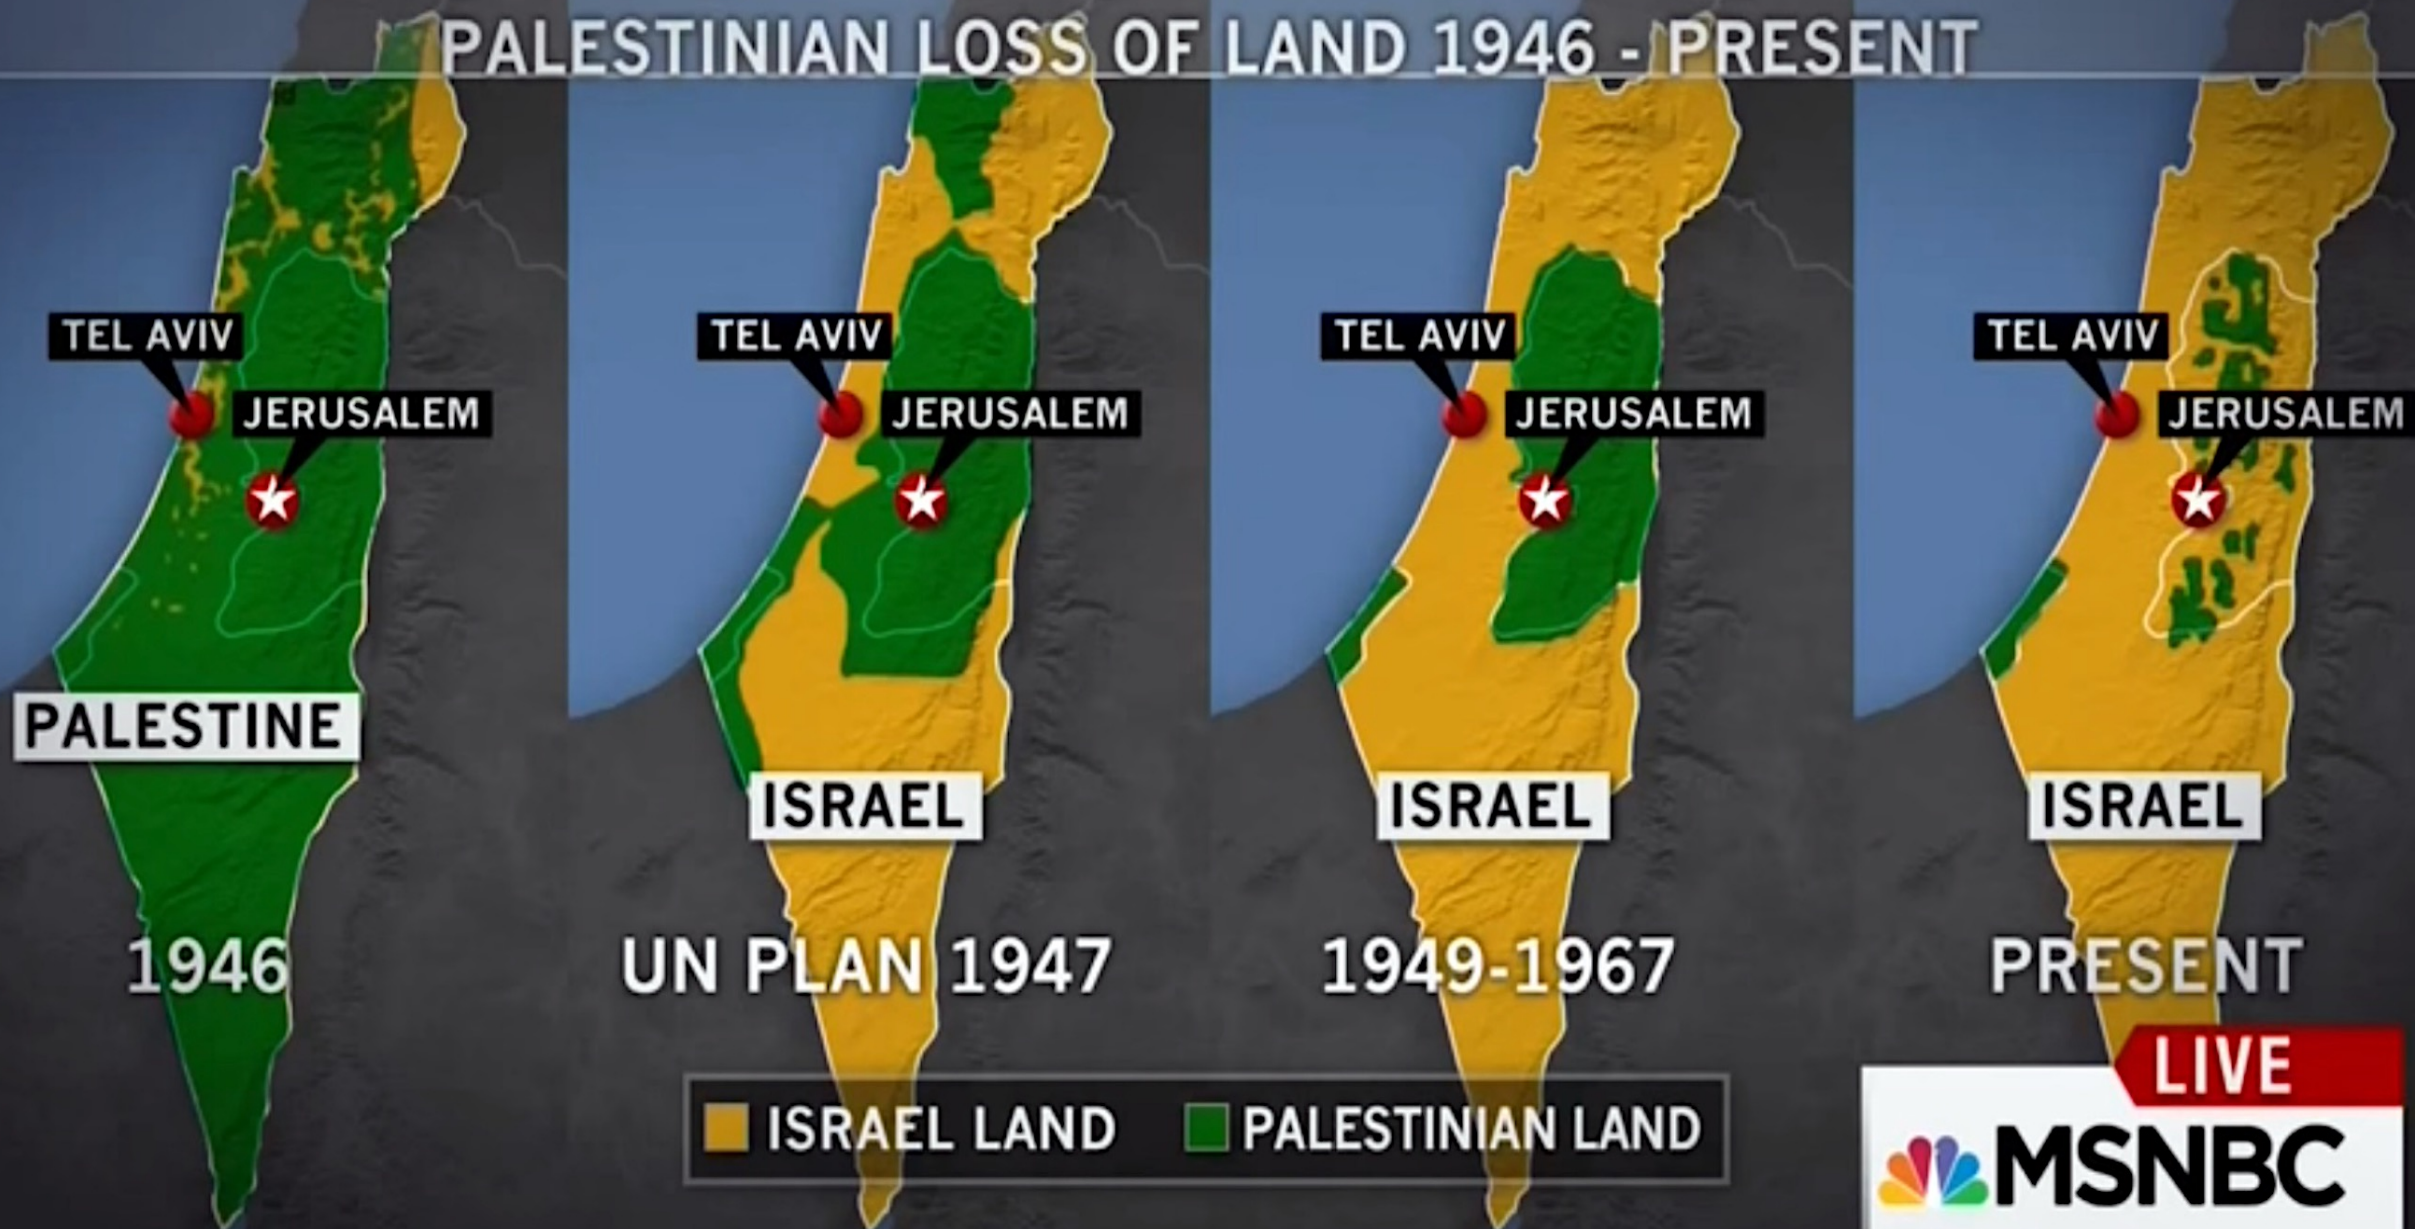 PALESTINIAN LOSS OF LAND 1946 - PRESENT
TEL AVIV
JERUSALEM
PALESTINE
1946
TEL AVIV
JERUSALEM
ISRAEL
UN PLAN 1947
TEL AVIV
JERUSALEM
ISRAEL
1949-1967
TEL AVIV
JERUSALEM
ISRAEL
PRESENT
ISRAEL LAND
PALESTINIAN LAND
LIVE
MSNBC